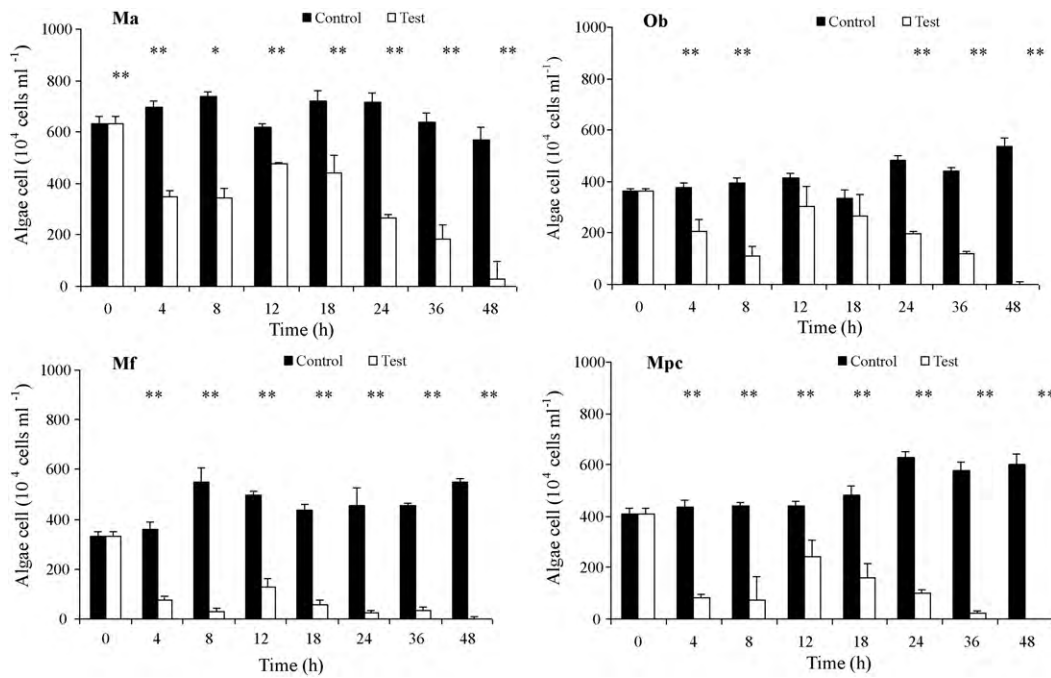 Ma
Control Test
Algae cell (10⁴ cells ml⁻¹)
1000
800
600
400
200
0
** ** * ** ** ** ** **
0 4 8 12 18 24 36 48
Time (h)
Ob
Control Test
Algae cell (10⁴ cells ml⁻¹)
1000
800
600
400
200
0
** ** ** ** **
0 4 8 12 18 24 36 48
Time (h)
Mf
Control Test
Algae cell (10⁴ cells ml⁻¹)
1000
800
600
400
200
0
** ** ** ** ** ** **
0 4 8 12 18 24 36 48
Time (h)
Mpc
Control Test
Algae cell (10⁴ cells ml⁻¹)
1000
800
600
400
200
0
** ** ** ** ** ** **
0 4 8 12 18 24 36 48
Time (h)